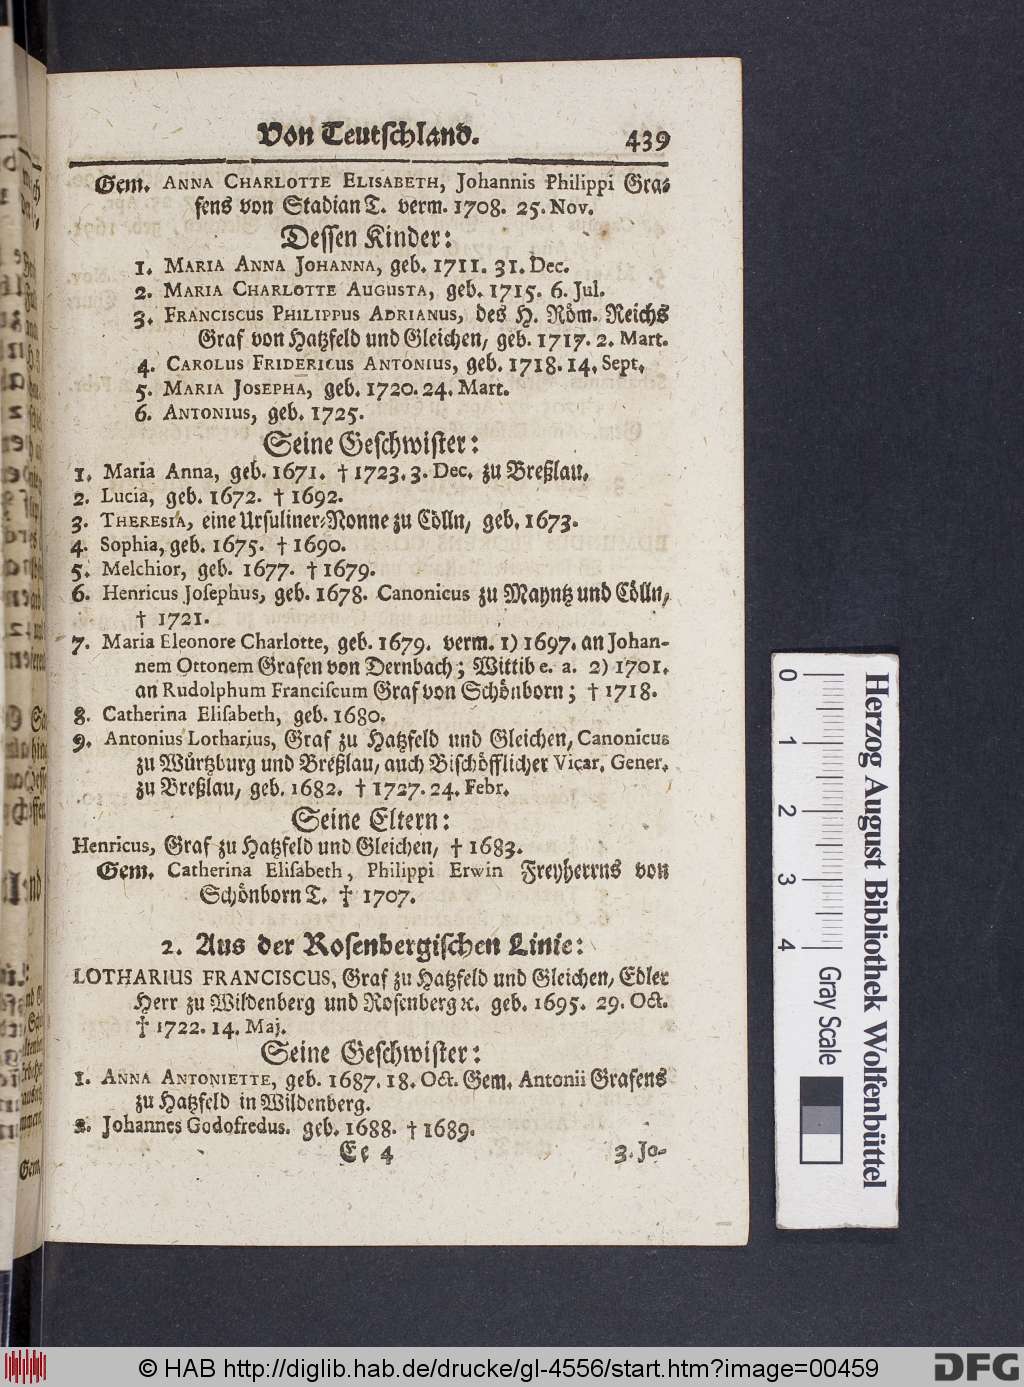 Von Teutschland. 439
Gem. ANNA CHARLOTTE ELISABETH, Johannis Philippi Gra-
fens von Stadian T. verm. 1708. 25. Nov.
Dessen Kinder:
1. MARIA ANNA JOHANNA, geb. 1711. 31. Dec.
2. MARIA CHARLOTTE AUGUSTA, geb. 1715. 6. Jul.
3. FRANCISCUS PHILIPPUS ADRIANUS, des H. Röm. Reichs
Graf von Hatzfeld und Gleichen, geb. 1717. 2. Mart.
4. CAROLUS FRIDERICUS ANTONIUS, geb. 1718. 14. Sept.
5. MARIA JOSEPHA, geb. 1720. 24. Mart.
6. ANTONIUS, geb. 1725.
Seine Geschwister:
1. Maria Anna, geb. 1671. † 1723. 3. Dec. zu Breßlau.
2. Lucia, geb. 1672. † 1692.
3. THERESIA, eine Ursuliner-Nonne zu Cölln, geb. 1673.
4. Sophia, geb. 1675. † 1690.
5. Melchior, geb. 1677. † 1679.
6. Henricus Josephus, geb. 1678. Canonicus zu Mayntz und Cölln,
† 1721.
7. Maria Eleonore Charlotte, geb. 1679. verm. 1) 1697. an Johan-
nem Ottonem Grafen von Dernbach; Wittib e. a. 2) 1701.
an Rudolphum Franciscum Graf von Schönborn; † 1718.
8. Catherina Elisabeth, geb. 1680.
9. Antonius Lotharius, Graf zu Hatzfeld und Gleichen, Canonicus
zu Würtzburg und Breßlau, auch Bischöfflicher Vicar. Gener.
zu Breßlau, geb. 1682. † 1727. 24. Febr.
Seine Eltern:
Henricus, Graf zu Hatzfeld und Gleichen, † 1683.
Gem. Catherina Elisabeth, Philippi Erwin Freyherrns von
Schönborn T. † 1707.
2. Aus der Rosenbergischen Linie:
LOTHARIUS FRANCISCUS, Graf zu Hatzfeld und Gleichen, Edler
Herr zu Wildenberg und Rosenberg ꝛc. geb. 1695. 29. Oct.
† 1722. 14. Maj.
Seine Geschwister:
1. ANNA ANTONIETTE, geb. 1687. 18. Oct. Gem. Antonii Grafens
zu Hatzfeld in Wildenberg.
2. Johannes Godofredus. geb. 1688. † 1689.
Ee 4 3. Jo-
0 1 2 3 4
Gray Scale
Herzog August Bibliothek Wolfenbüttel
© HAB http://diglib.hab.de/drucke/gl-4556/start.htm?image=00459
DFG